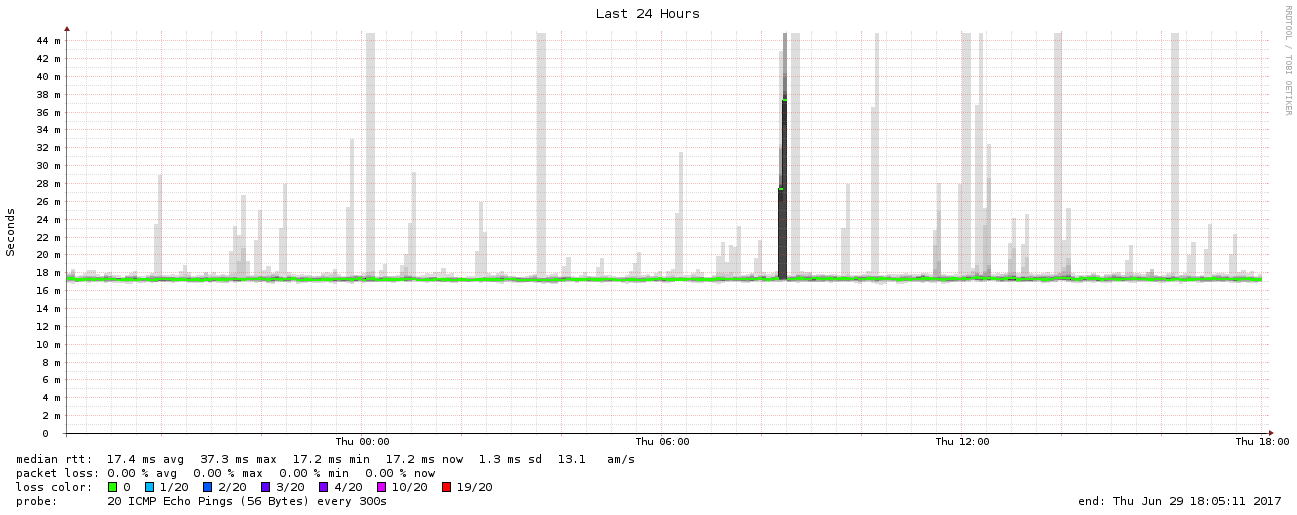 Last 24 Hours
RRDTOOL / TOBI OETIKER
Seconds
44 m
42 m
40 m
38 m
36 m
34 m
32 m
30 m
28 m
26 m
24 m
22 m
20 m
18 m
16 m
14 m
12 m
10 m
8 m
6 m
4 m
2 m
0
Thu 00:00 Thu 06:00 Thu 12:00 Thu 18:00
median rtt: 17.4 ms avg 37.3 ms max 17.2 ms min 17.2 ms now 1.3 ms sd 13.1 am/s
packet loss: 0.00 % avg 0.00 % max 0.00 % min 0.00 % now
loss color: 0 1/20 2/20 3/20 4/20 10/20 19/20
probe: 20 ICMP Echo Pings (56 Bytes) every 300s end: Thu Jun 29 18:05:11 2017